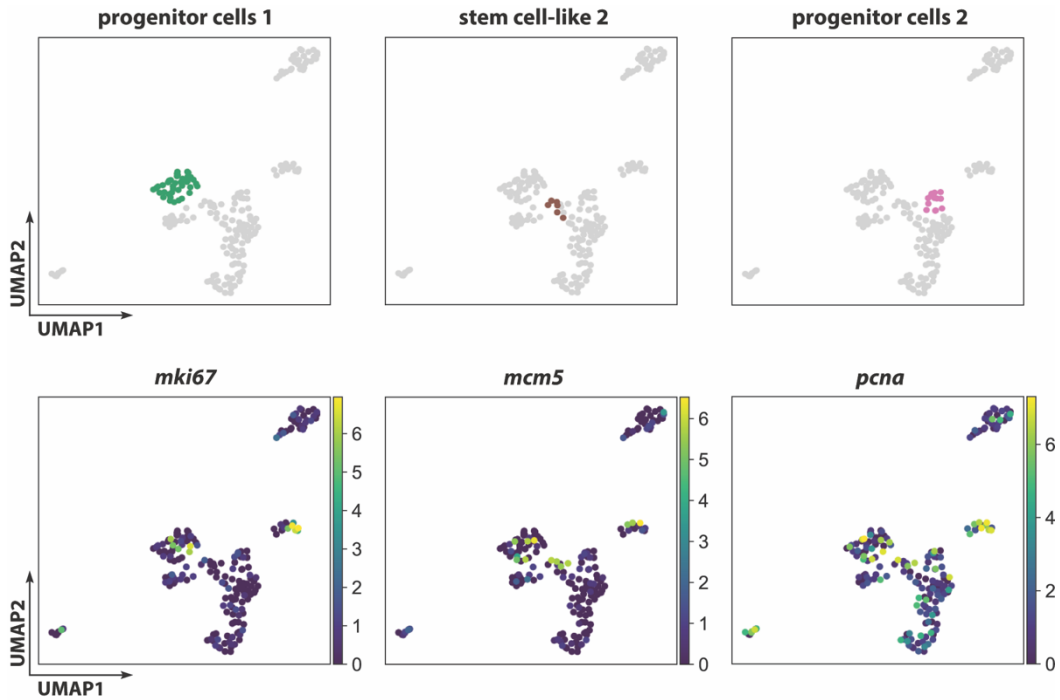 progenitor cells 1
stem cell-like 2
progenitor cells 2
UMAP2
UMAP1
mki67
mcm5
pcna
6
5
4
3
2
1
0
6
5
4
3
2
1
0
6
4
2
0
UMAP2
UMAP1